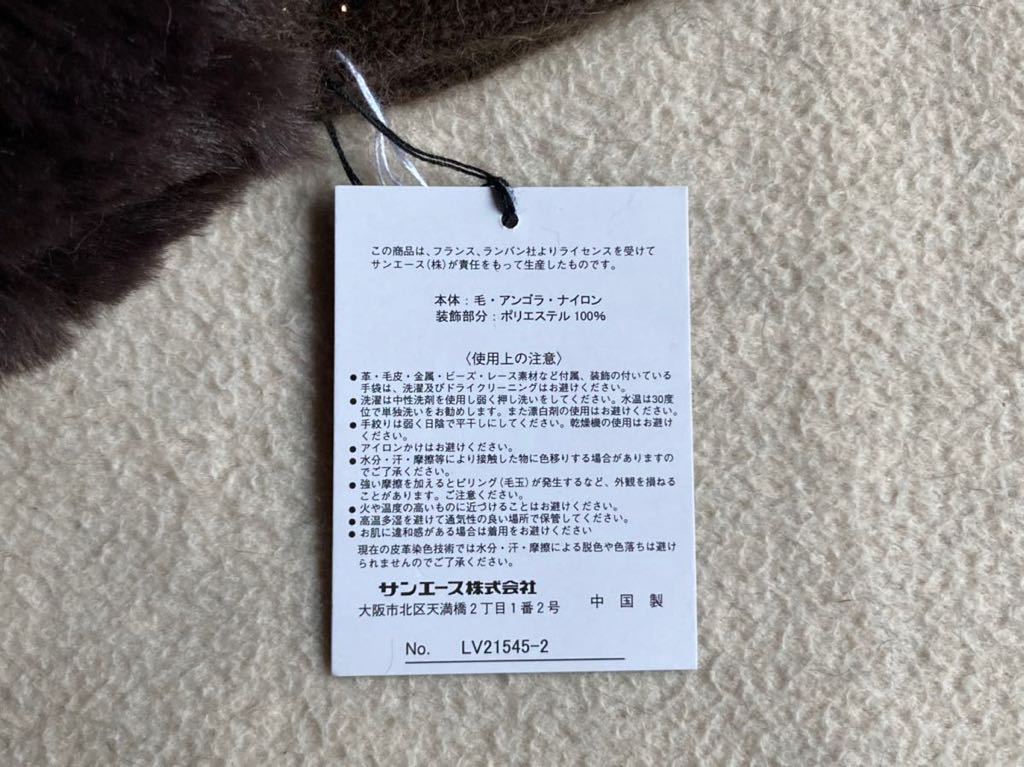 この商品は、フランス、ランバン社よりライセンスを受けて
サンエース(株)が責任をもって生産したものです。
本体：毛・アンゴラ・ナイロン
装飾部分：ポリエステル 100%
〈使用上の注意〉
● 革・毛皮・金属・ビーズ・レース素材など付属、装飾の付いている
手袋は、洗濯及びドライクリーニングはお避けください。
● 洗濯は中性洗剤を使用し弱く押し洗いをしてください。水温は30度
位で単独洗いをお勧めします。また漂白剤の使用はお避けください。
● 手絞りは弱く日陰で平干しにしてください。乾燥機の使用はお避け
ください。
● アイロンかけはお避けください。
● 水分・汗・摩擦等により接触した物に色移りする場合がありますの
でご了承ください。
● 強い摩擦を加えるとピリング(毛玉)が発生するなど、外観を損ねる
ことがあります。ご注意ください。
● 火や温度の高いものに近づけることはお避けください。
● 高温多湿を避けて通気性の良い場所で保管してください。
● お肌に違和感がある場合は着用をお避けください
現在の皮革染色技術では水分・汗・摩擦による脱色や色落ちは避け
られませんのでご了承ください。
サンエース株式会社
大阪市北区天満橋2丁目1番2号 中国製
No. LV21545-2